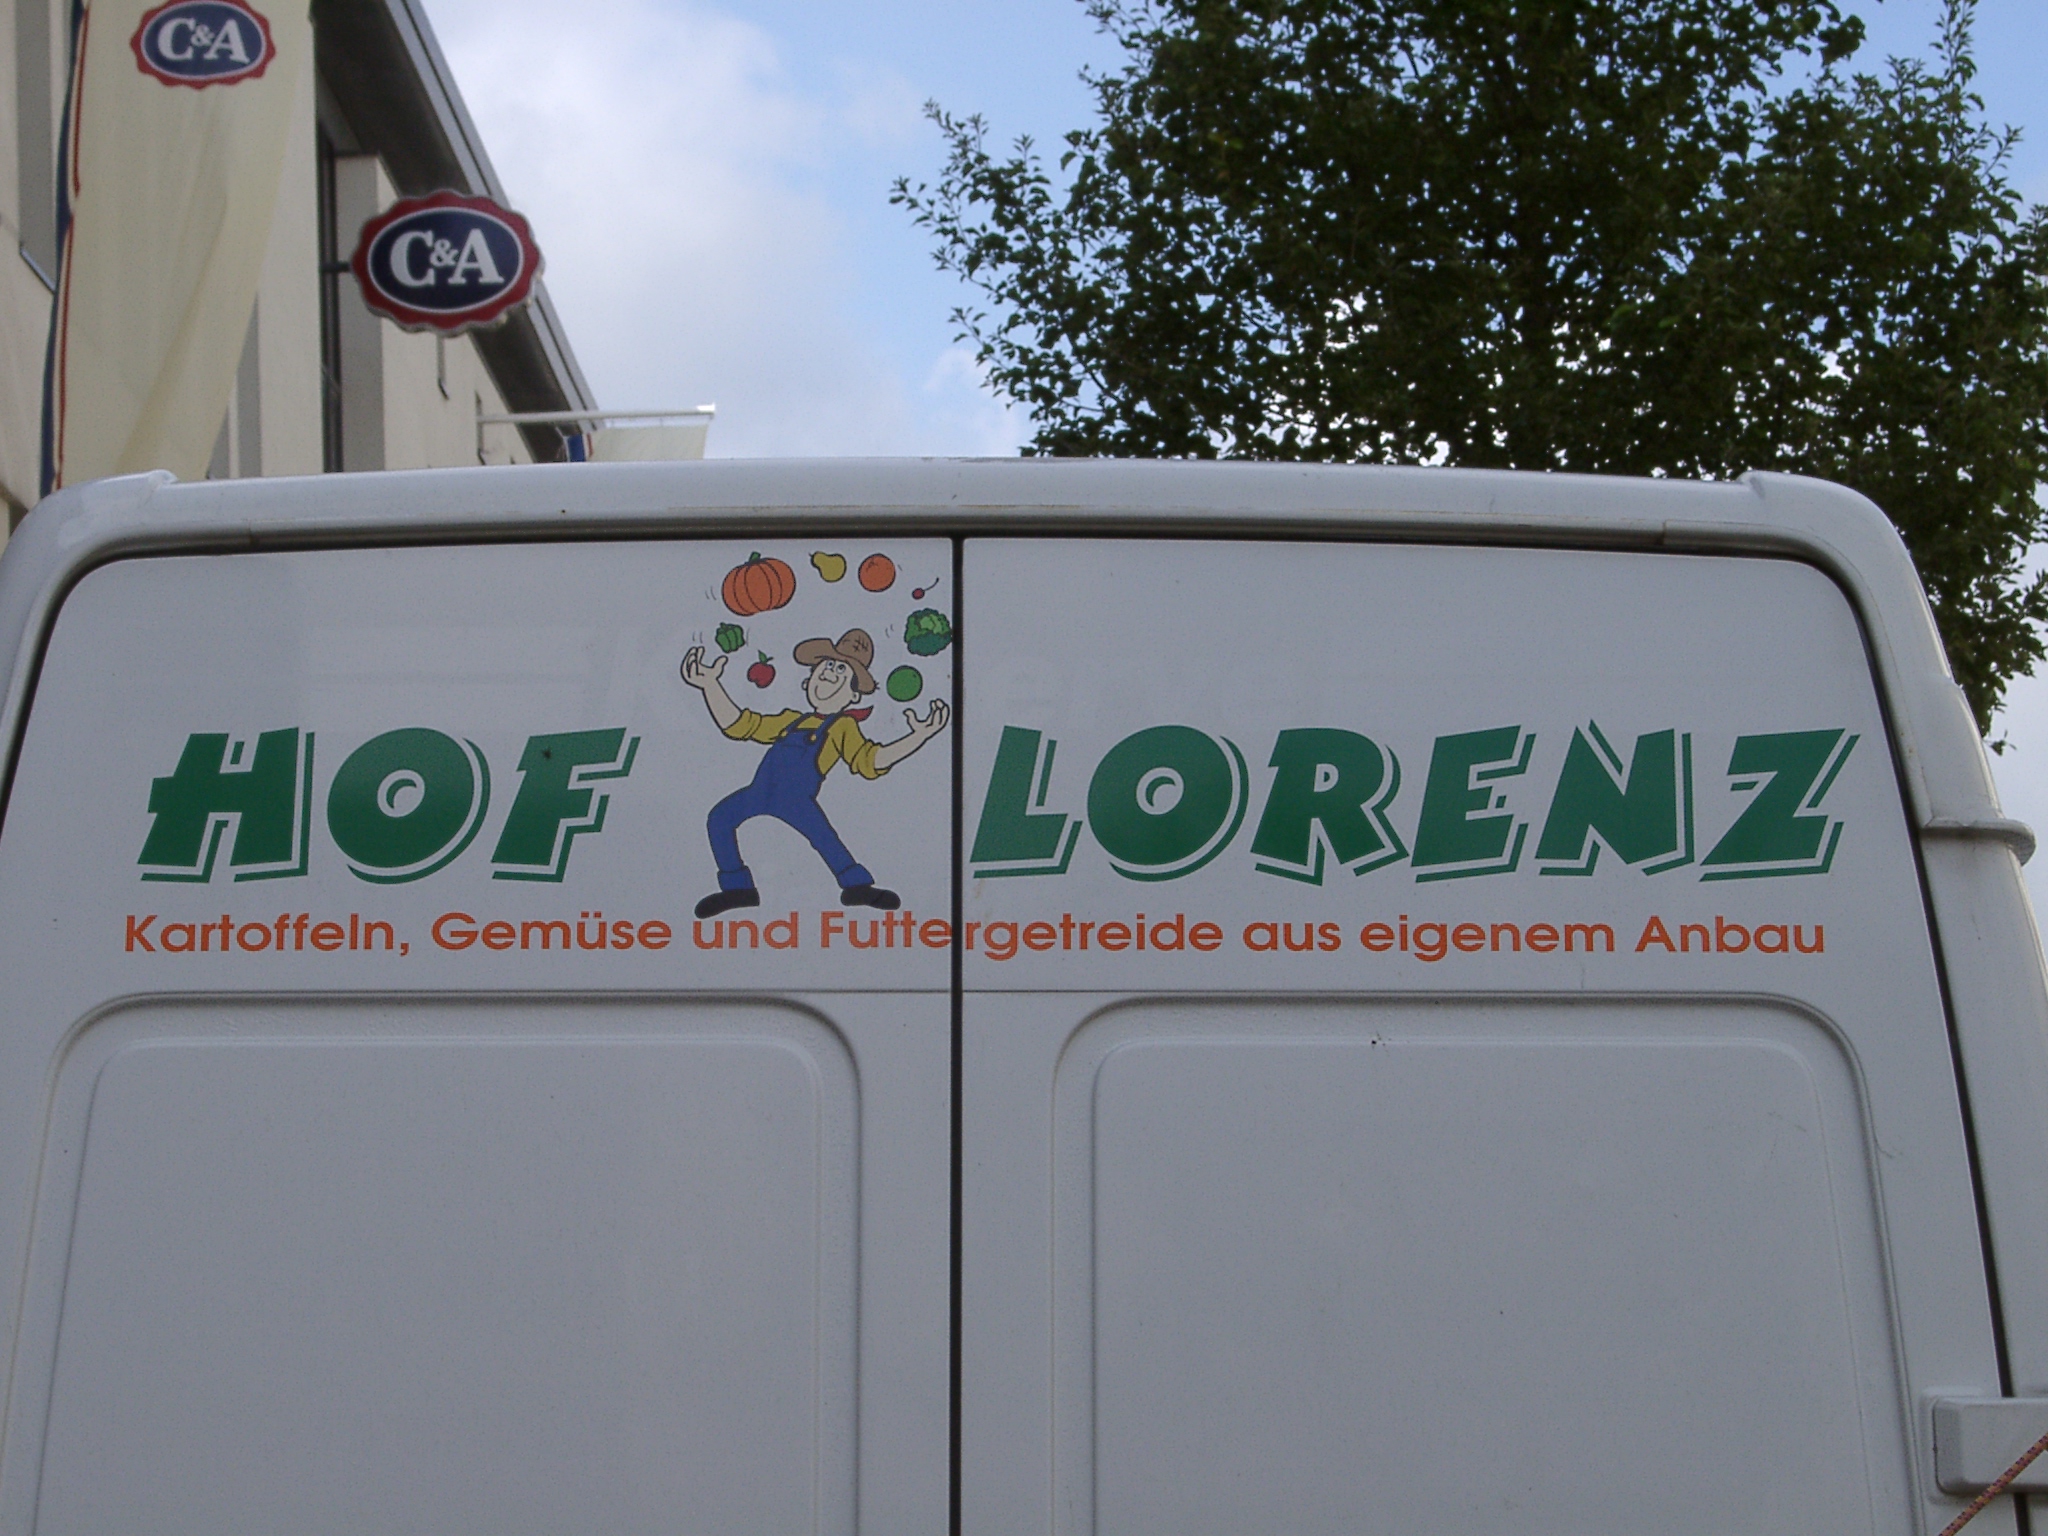 C&A
C&A
HOF LORENZ
Kartoffeln, Gemüse und Futtergetreide aus eigenem Anbau